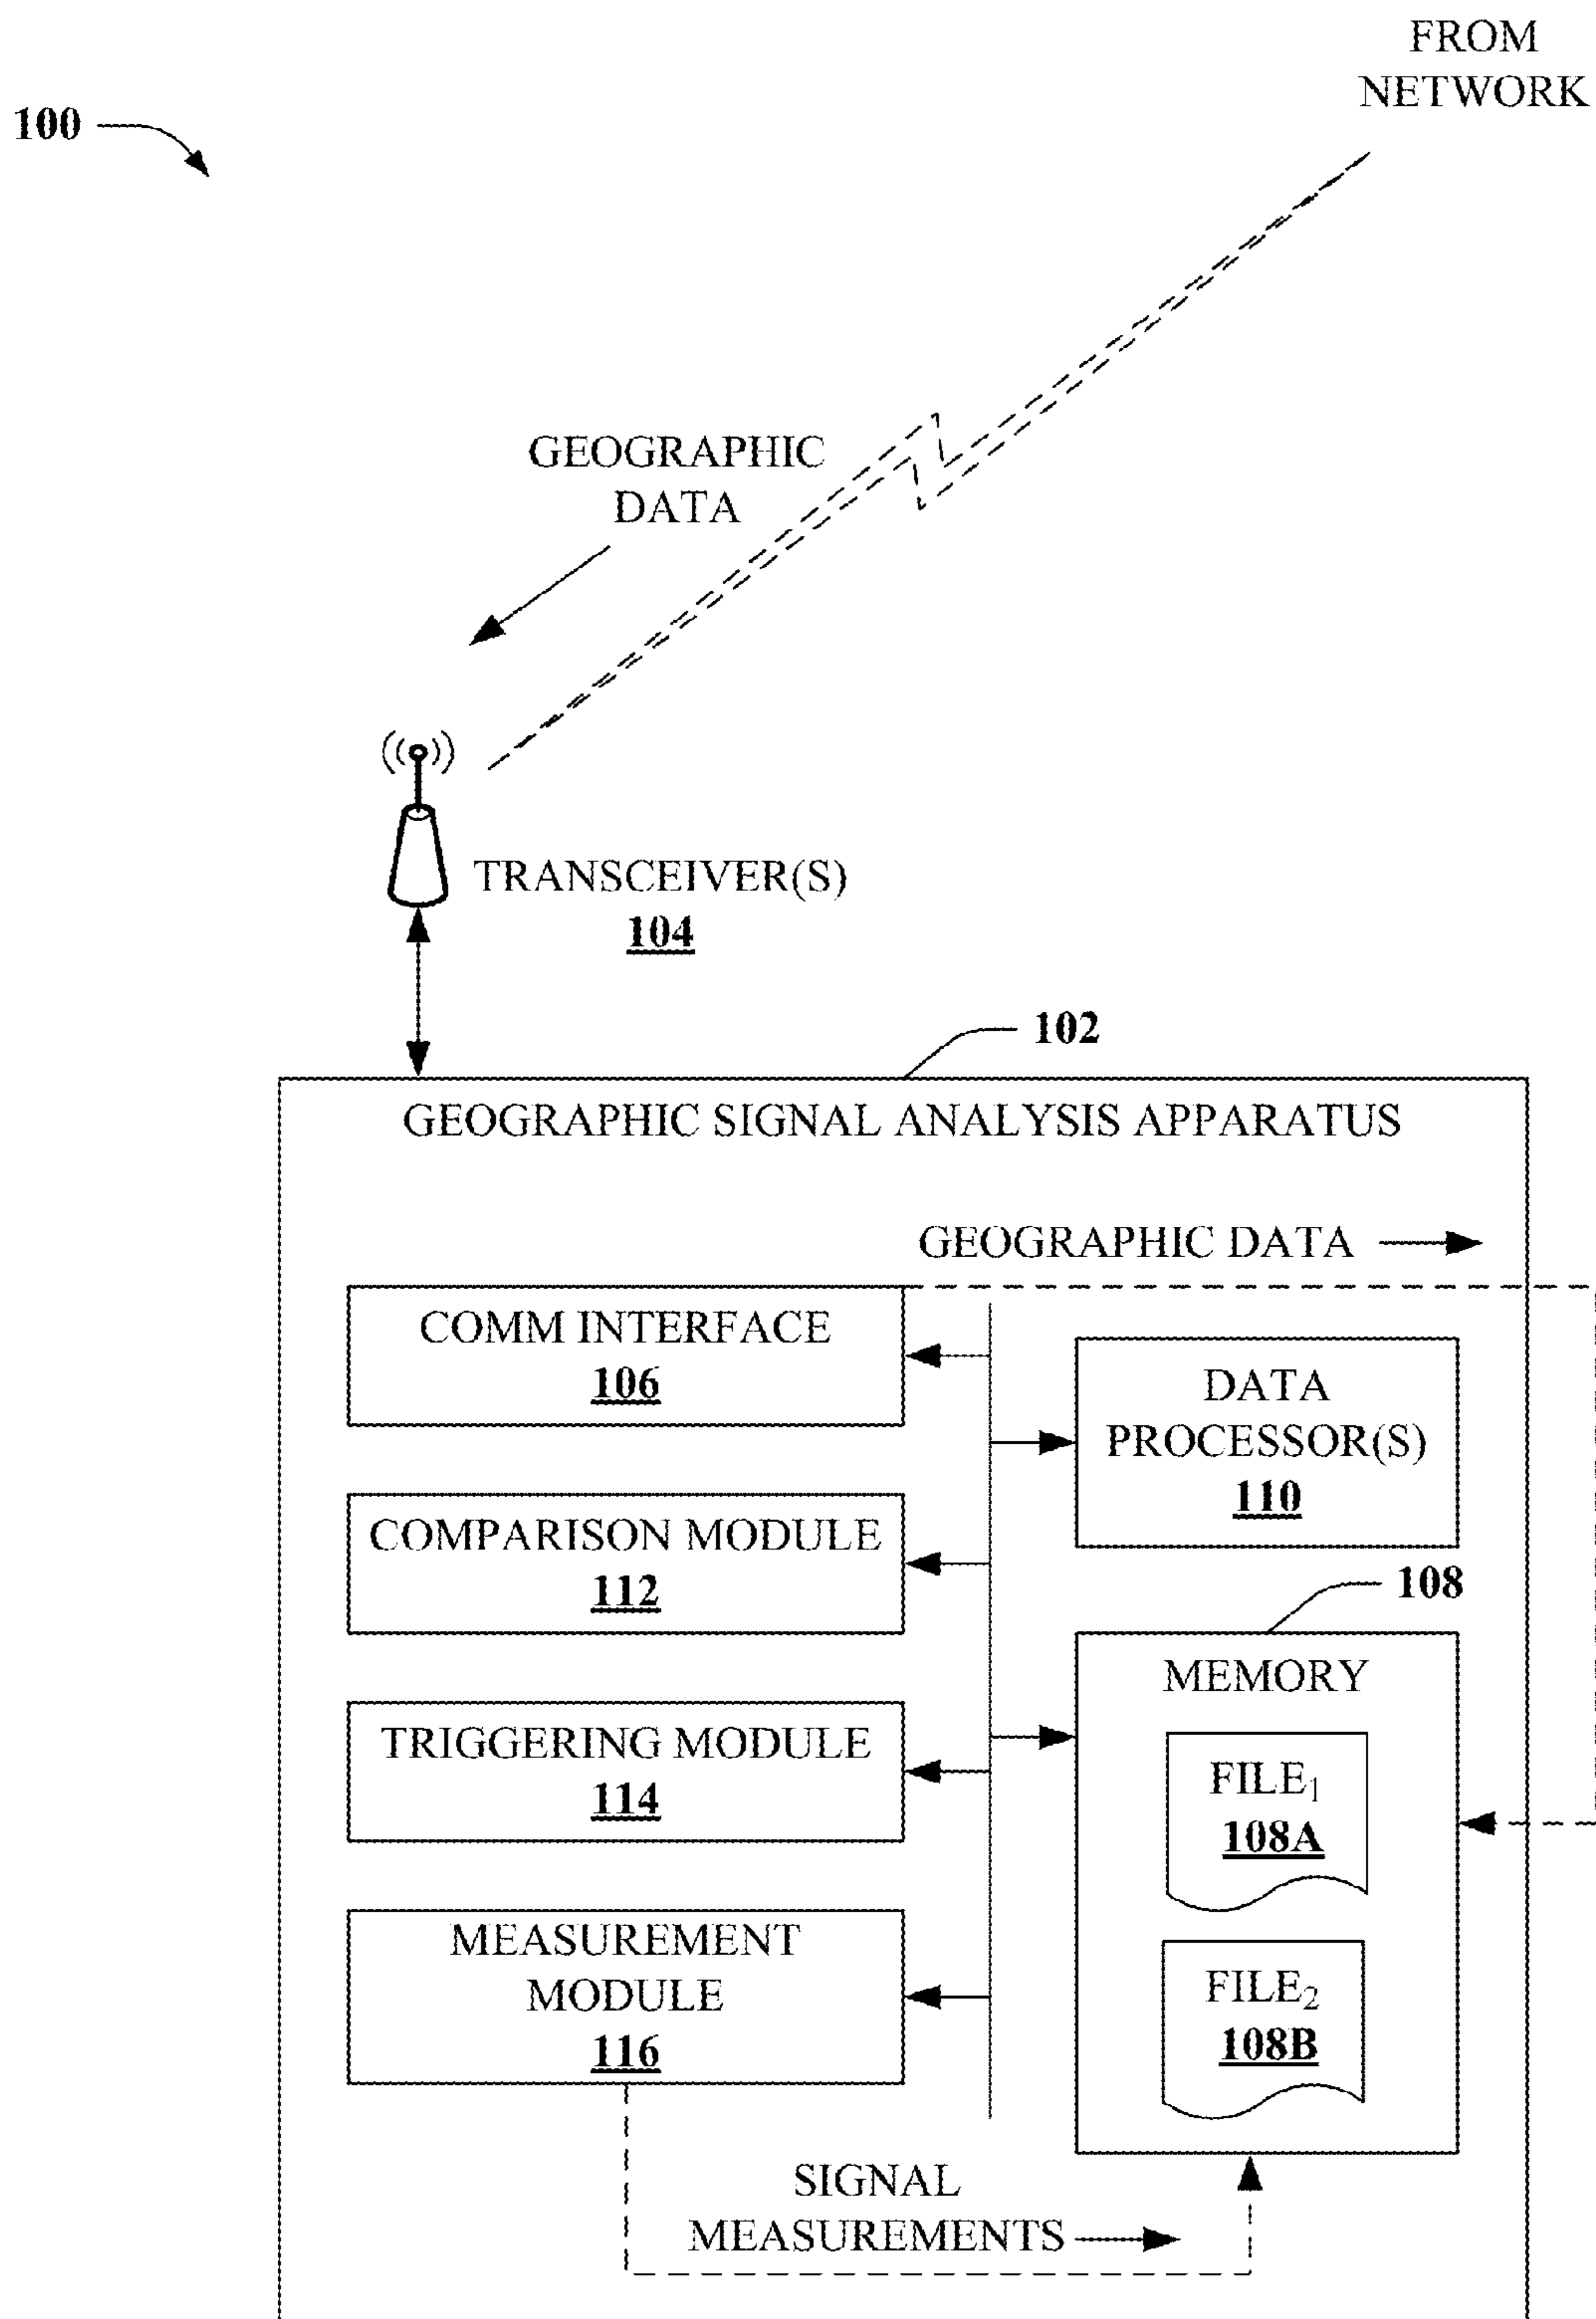 FROM
NETWORK
100
GEOGRAPHIC
DATA
TRANSCEIVER(S)
104
102
GEOGRAPHIC SIGNAL ANALYSIS APPARATUS
GEOGRAPHIC DATA
COMM INTERFACE
106
DATA
PROCESSOR(S)
110
COMPARISON MODULE
112
108
MEMORY
TRIGGERING MODULE
114
FILE₁
108A
MEASUREMENT
MODULE
116
FILE₂
108B
SIGNAL
MEASUREMENTS